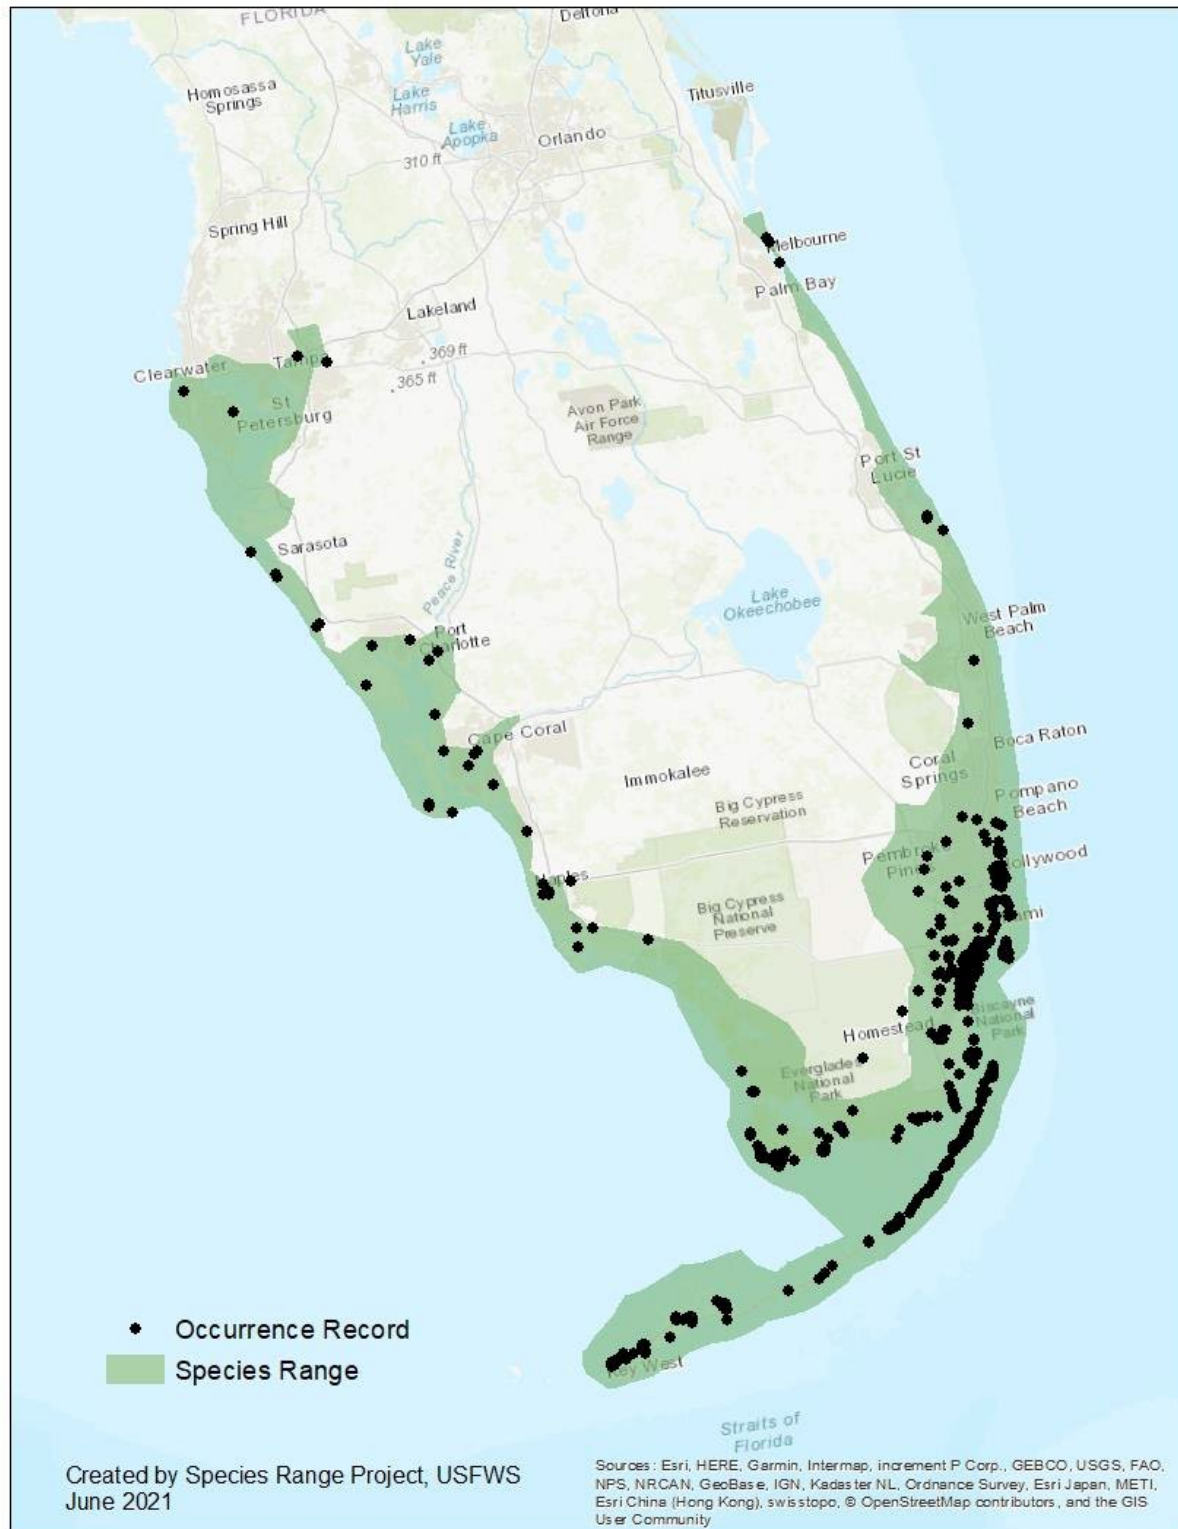 FLORIDA
Deltona
Lake
Yale
Homosassa
Springs
Lake
Harris
Titusville
Lake
Apopka
Orlando
310 ft
Spring Hill
Melbourne
Palm Bay
Lakeland
Clearwater
Tampa
369 ft
365 ft
St
Petersburg
Avon Park
Air Force
Range
Port St
Lucie
Sarasota
Peace River
Lake
Okeechobee
West Palm
Beach
Port
Charlotte
Cape Coral
Boca Raton
Immokalee
Coral
Springs
Pompano
Beach
Big Cypress
Reservation
Pembroke
Pines
Hollywood
Naples
Big Cypress
National
Preserve
Miami
Biscayne
National
Park
Homestead
Everglades
National
Park
Occurrence Record
Species Range
Key West
Straits of
Florida
Created by Species Range Project, USFWS
June 2021
Sources: Esri, HERE, Garmin, Intermap, increment P Corp., GEBCO, USGS, FAO,
NPS, NRCAN, GeoBase, IGN, Kadaster NL, Ordnance Survey, Esri Japan, METI,
Esri China (Hong Kong), swisstopo, © OpenStreetMap contributors, and the GIS
User Community